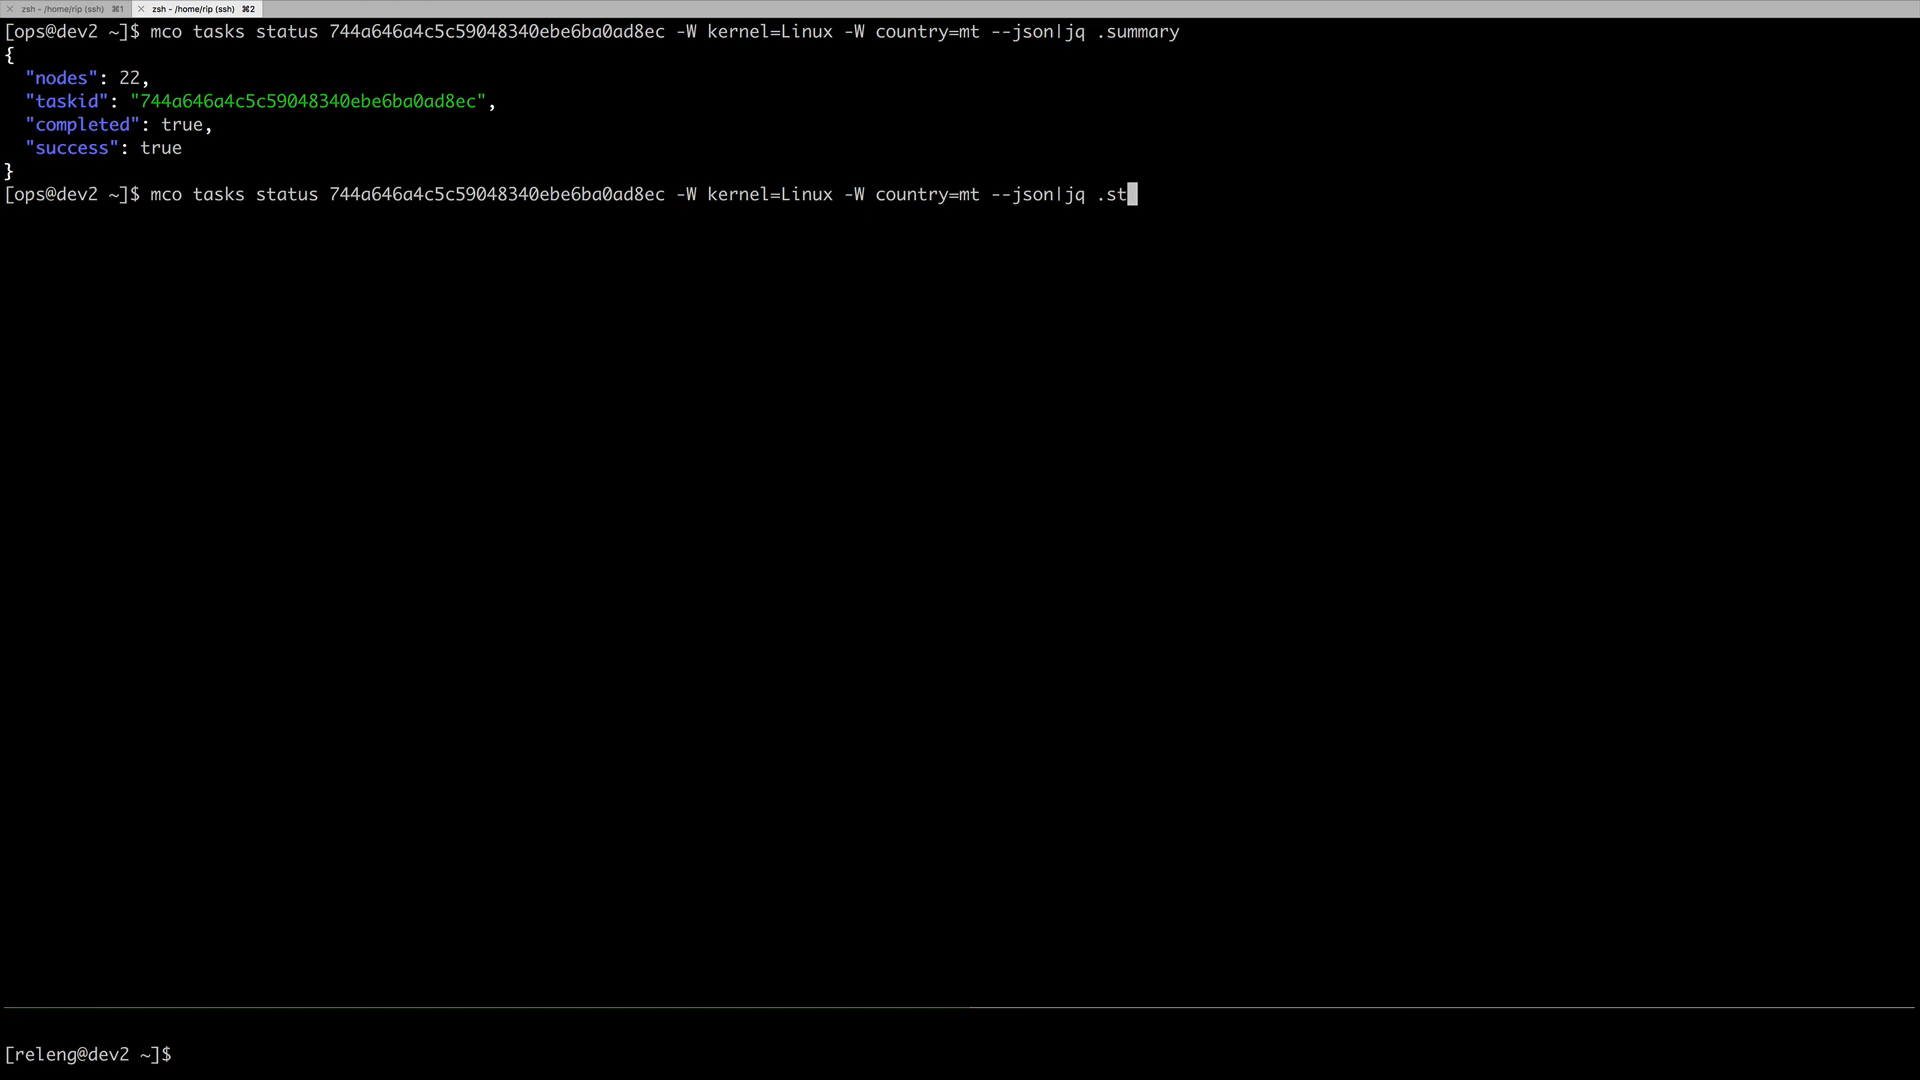 zsh - /home/rip (ssh) ⌘1 zsh - /home/rip (ssh) ⌘2
[ops@dev2 ~]$ mco tasks status 744a646a4c5c59048340ebe6ba0ad8ec -W kernel=Linux -W country=mt --json|jq .summary
{
  "nodes": 22,
  "taskid": "744a646a4c5c59048340ebe6ba0ad8ec",
  "completed": true,
  "success": true
}
[ops@dev2 ~]$ mco tasks status 744a646a4c5c59048340ebe6ba0ad8ec -W kernel=Linux -W country=mt --json|jq .st
[releng@dev2 ~]$